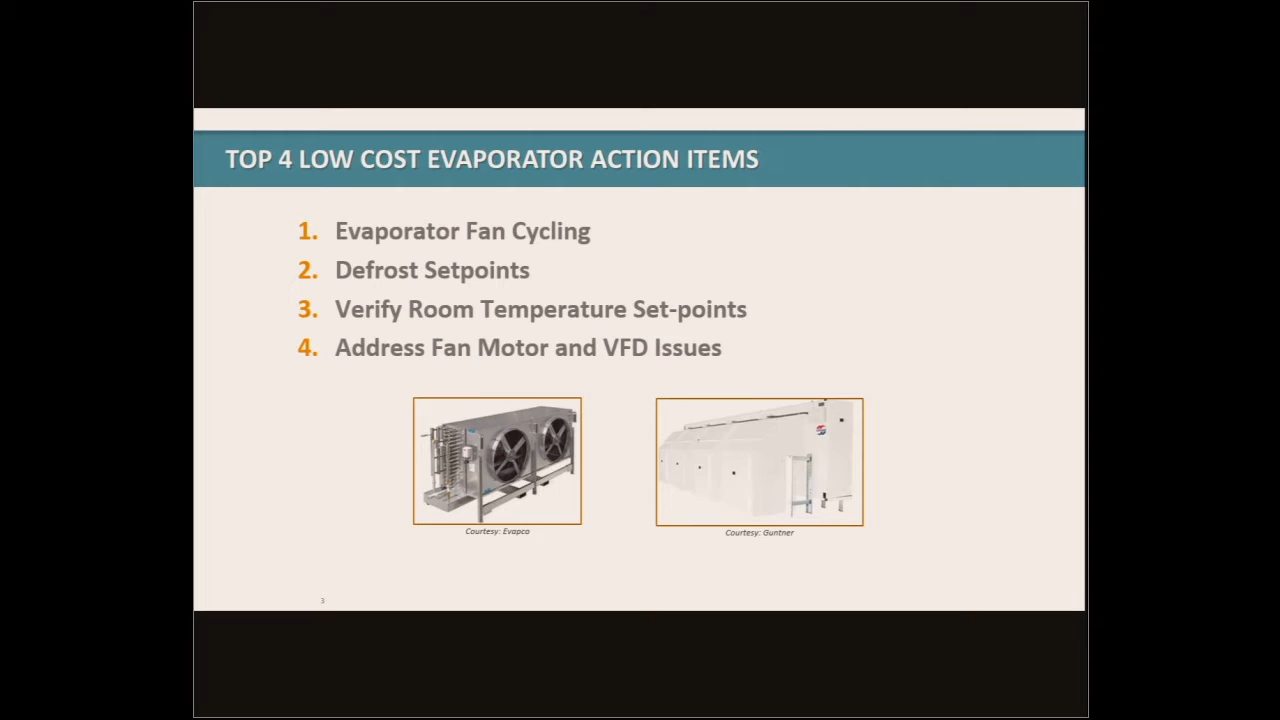 TOP 4 LOW COST EVAPORATOR ACTION ITEMS
1. Evaporator Fan Cycling
2. Defrost Setpoints
3. Verify Room Temperature Set-points
4. Address Fan Motor and VFD Issues
Courtesy: Evapco
Courtesy: Guntner
3